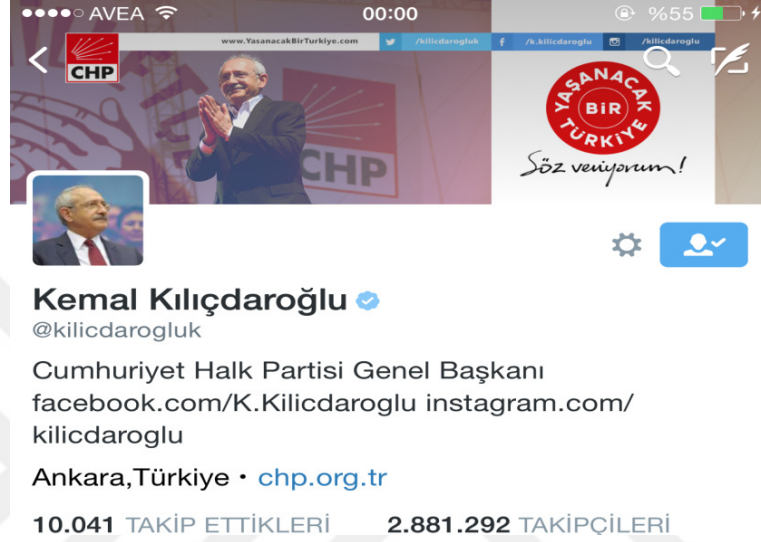 AVEA 00:00 %55
www.YasanacakBirTurkiye.com /kilicdarogluk /k.kilicdaroglu /kilicdaroglu
CHP
CHP
YAŞANACAK
BİR
TÜRKİYE
Söz veriyorum!
Kemal Kılıçdaroğlu
@kilicdarogluk
Cumhuriyet Halk Partisi Genel Başkanı
facebook.com/K.Kilicdaroglu instagram.com/
kilicdaroglu
Ankara,Türkiye • chp.org.tr
10.041 TAKİP ETTİKLERİ 2.881.292 TAKİPÇİLERİ